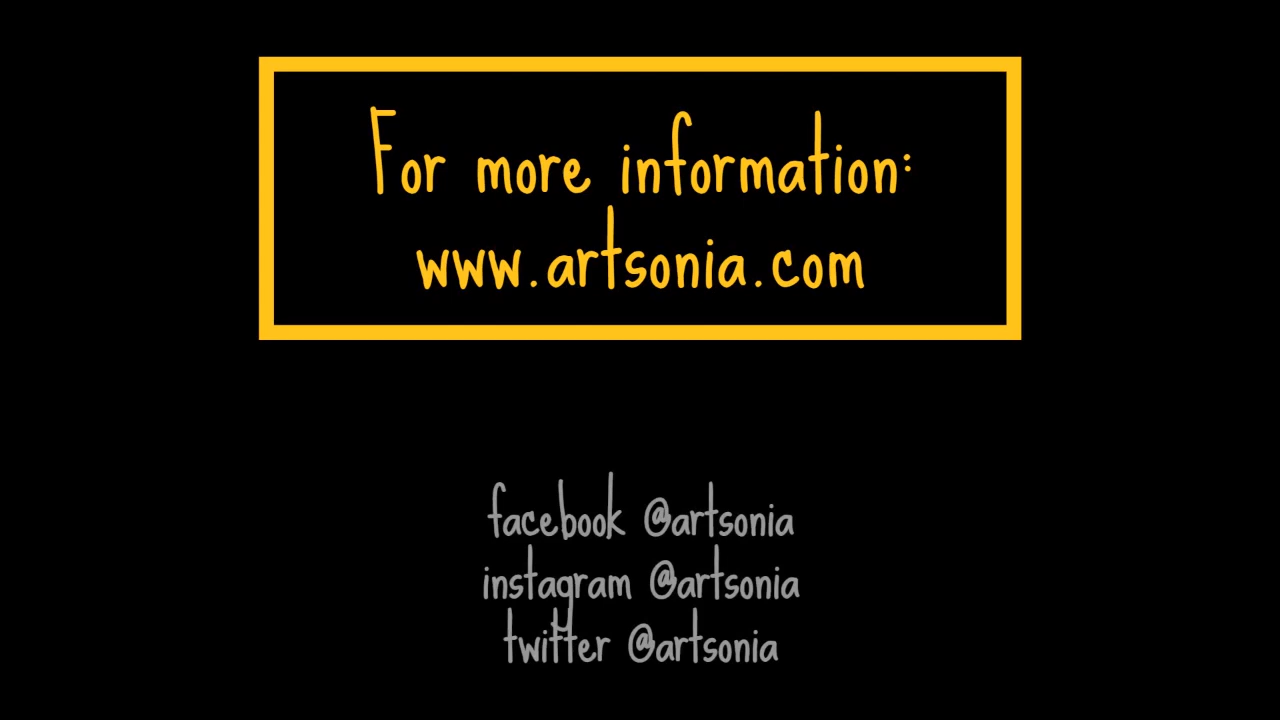 For more information:
www.artsonia.com
facebook @artsonia
instagram @artsonia
twitter @artsonia